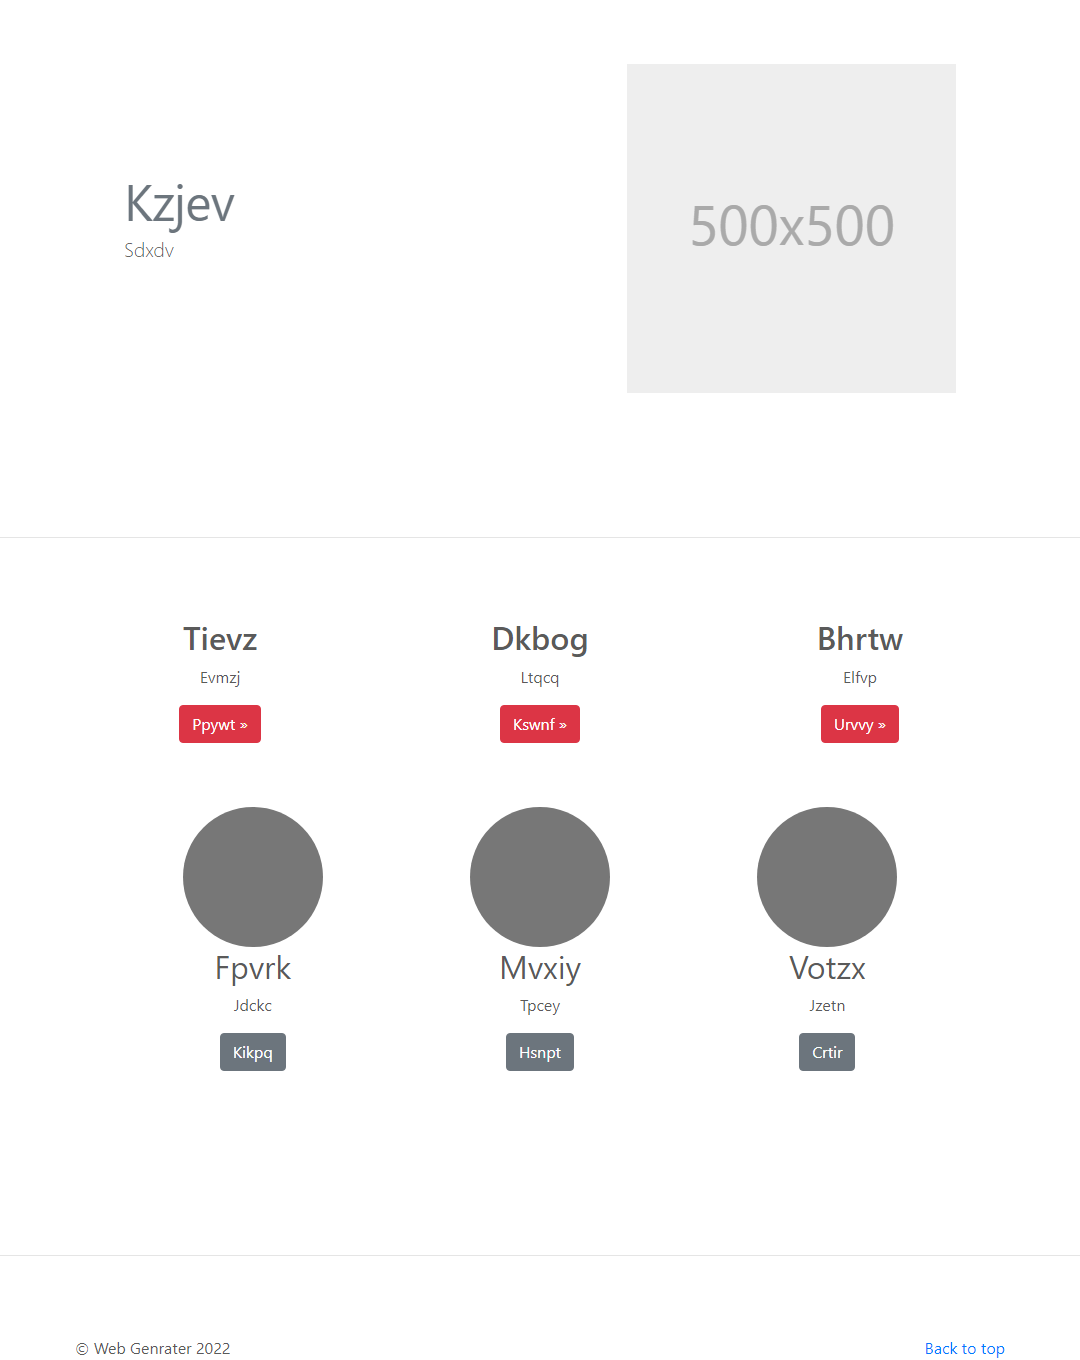 Kzjev
Sdxdv
500x500
Tievz
Evmzj
Ppywt »
Dkbog
Ltqcq
Kswnf »
Bhrtw
Elfvp
Urvvy »
Fpvrk
Jdckc
Kikpq
Mvxiy
Tpcey
Hsnpt
Votzx
Jzetn
Crtir
© Web Genrater 2022
Back to top